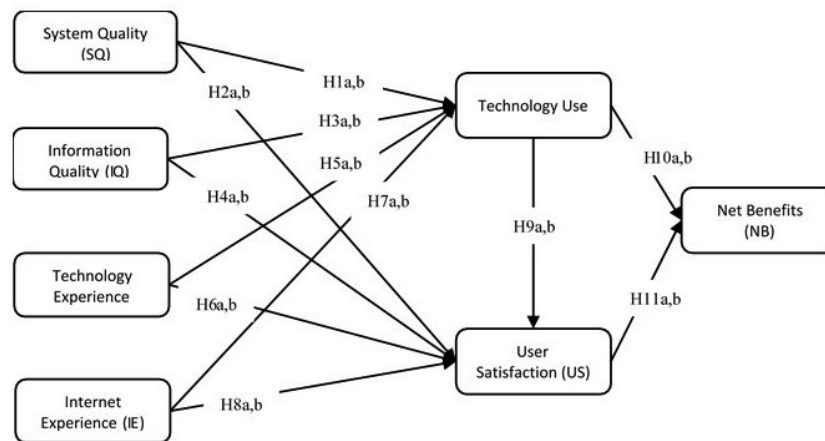 System Quality
(SQ)
H1a,b
H2a,b
Technology Use
H3a,b
Information
Quality (IQ)
H5a,b
H10a,b
H4a,b
H7a,b
Net Benefits
(NB)
H9a,b
Technology
Experience
H6a,b
H11a,b
User
Satisfaction (US)
Internet
Experience (IE)
H8a,b